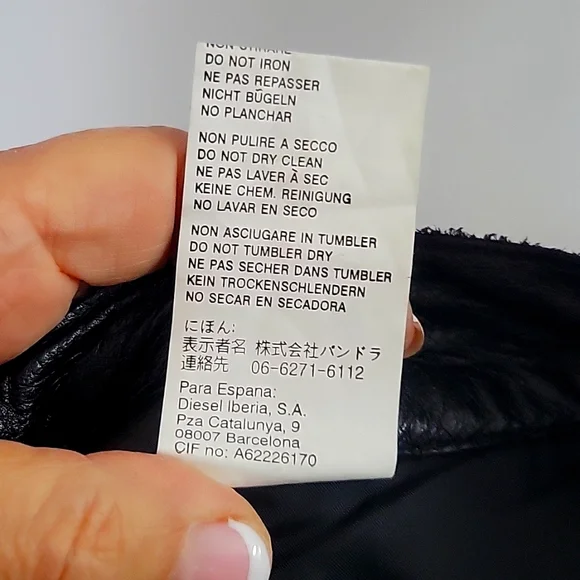 DO NOT IRON
NE PAS REPASSER
NICHT BÜGELN
NO PLANCHAR
NON PULIRE A SECCO
DO NOT DRY CLEAN
NE PAS LAVER À SEC
KEINE CHEM. REINIGUNG
NO LAVAR EN SECO
NON ASCIUGARE IN TUMBLER
DO NOT TUMBLER DRY
NE PAS SECHER DANS TUMBLER
KEIN TROCKENSCHLENDERN
NO SECAR EN SECADORA
にほん:
表示者名 株式会社パンドラ
連絡先 06-6271-6112
Para Espana:
Diesel Iberia, S.A.
Pza Catalunya, 9
08007 Barcelona
CIF no: A62226170